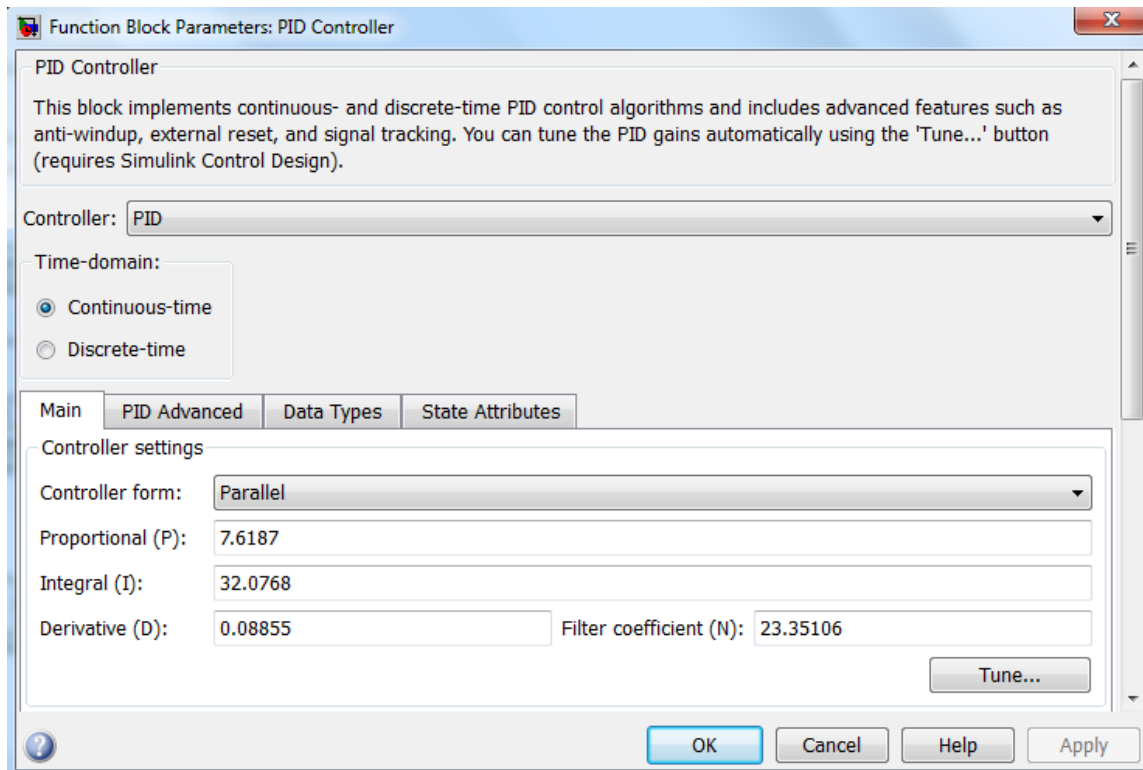 Function Block Parameters: PID Controller
PID Controller
This block implements continuous- and discrete-time PID control algorithms and includes advanced features such as
anti-windup, external reset, and signal tracking. You can tune the PID gains automatically using the 'Tune...' button
(requires Simulink Control Design).
Controller: PID
Time-domain:
Continuous-time
Discrete-time
Main PID Advanced Data Types State Attributes
Controller settings
Controller form: Parallel
Proportional (P): 7.6187
Integral (I): 32.0768
Derivative (D): 0.08855 Filter coefficient (N): 23.35106
Tune...
OK Cancel Help Apply